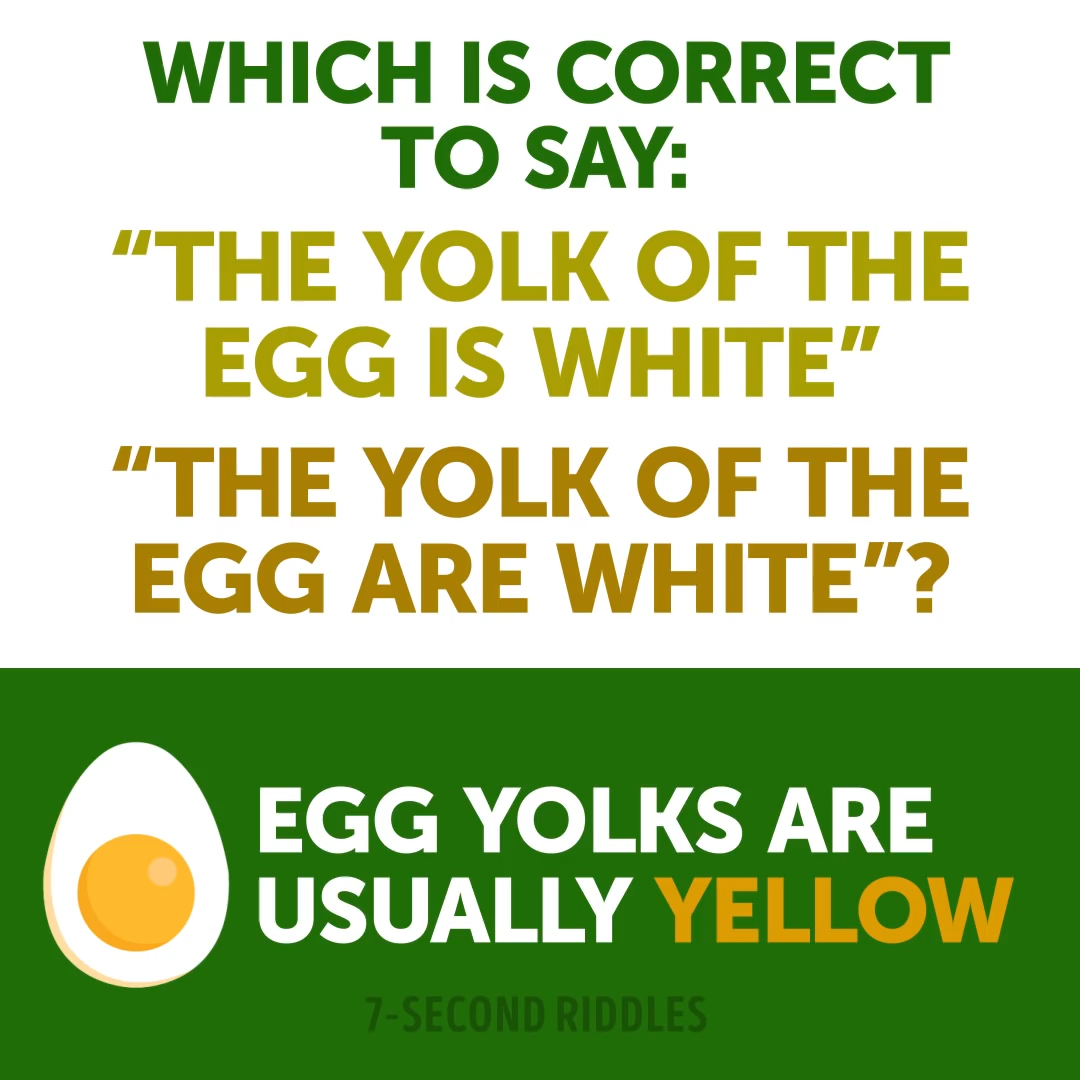 WHICH IS CORRECT
TO SAY:
“THE YOLK OF THE
EGG IS WHITE”
“THE YOLK OF THE
EGG ARE WHITE”?
EGG YOLKS ARE
USUALLY YELLOW
7-SECOND RIDDLES